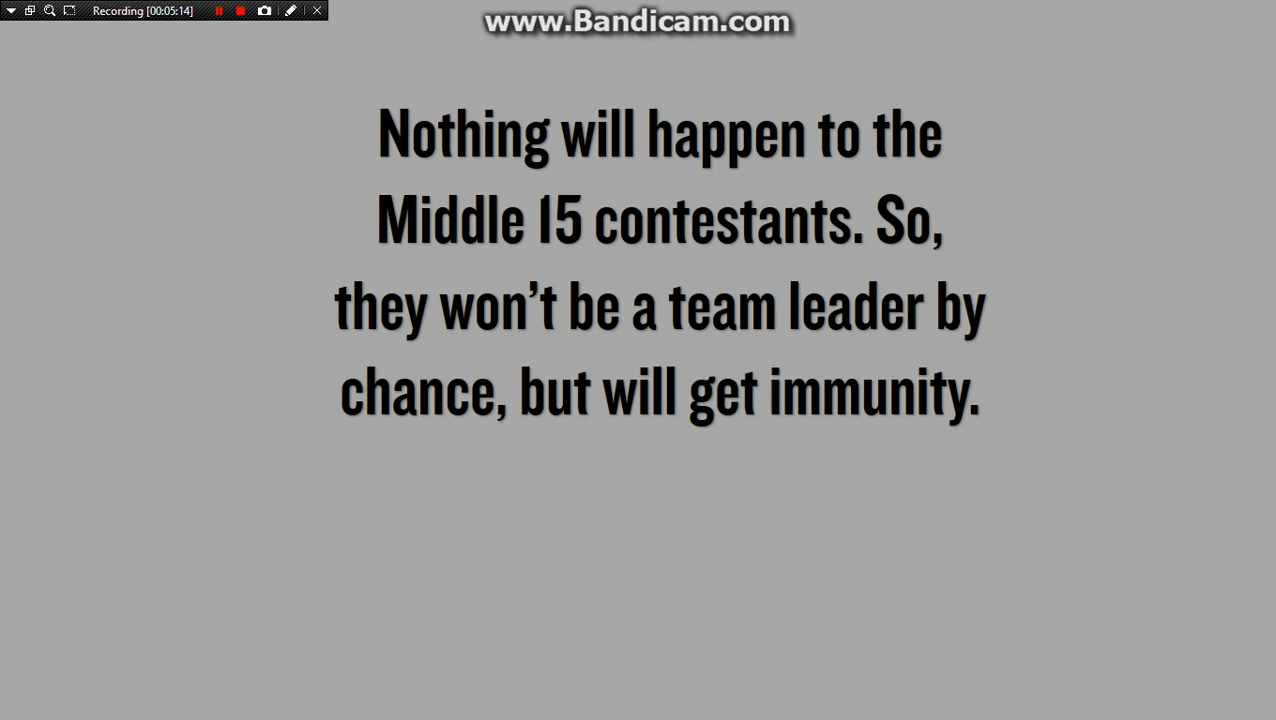 Recording [00:05:14]
www.Bandicam.com
Nothing will happen to the
Middle 15 contestants. So,
they won’t be a team leader by
chance, but will get immunity.